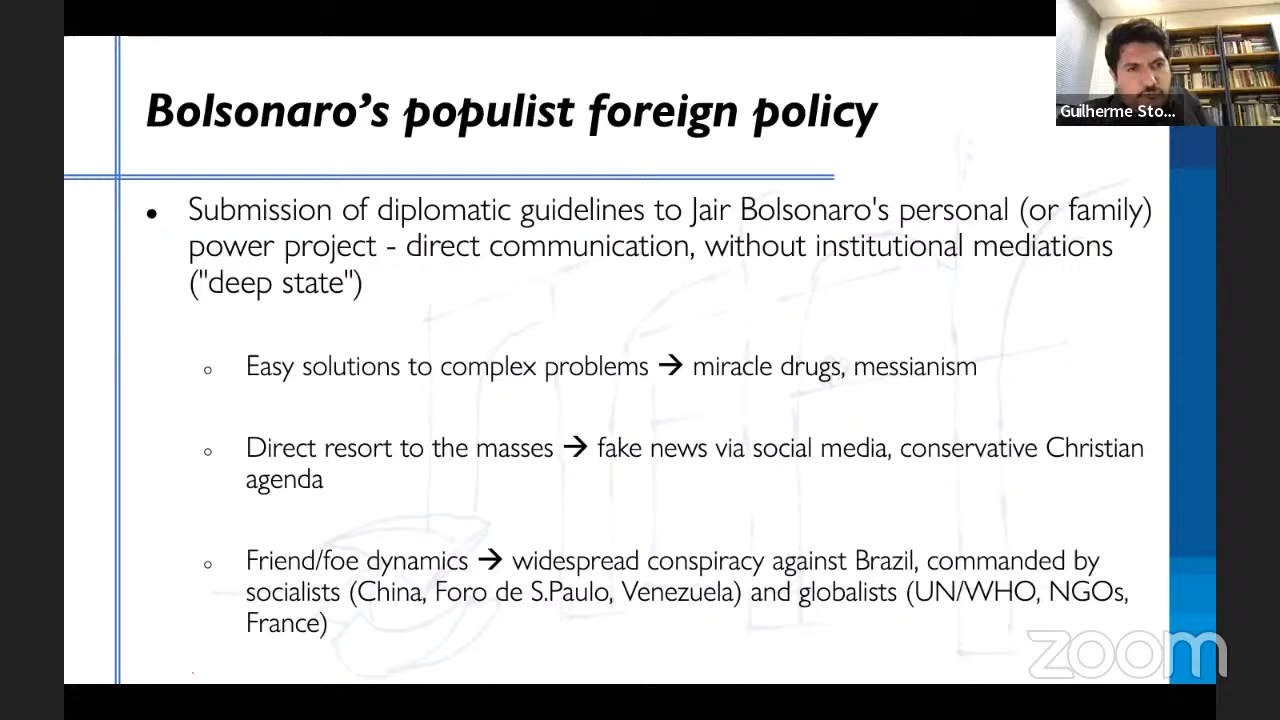 Bolsonaro's populist foreign policy
Guilherme Sto...
• Submission of diplomatic guidelines to Jair Bolsonaro's personal (or family)
power project - direct communication, without institutional mediations
("deep state")
○ Easy solutions to complex problems → miracle drugs, messianism
○ Direct resort to the masses → fake news via social media, conservative Christian
agenda
○ Friend/foe dynamics → widespread conspiracy against Brazil, commanded by
socialists (China, Foro de S.Paulo, Venezuela) and globalists (UN/WHO, NGOs,
France)
zoom